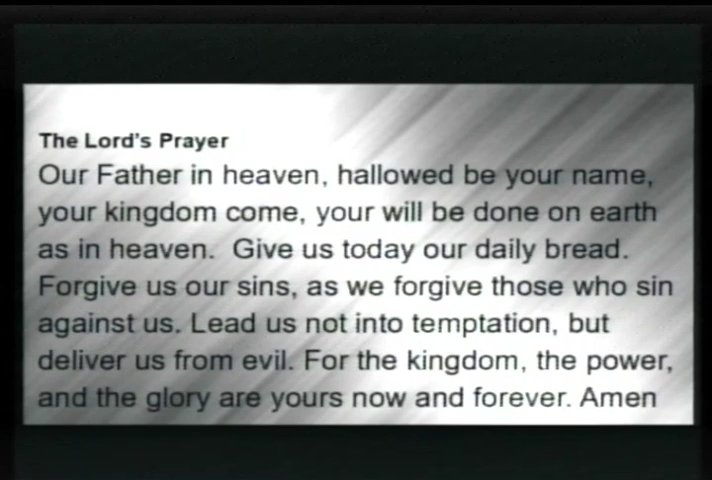 The Lord's Prayer
Our Father in heaven, hallowed be your name,
your kingdom come, your will be done on earth
as in heaven.  Give us today our daily bread.
Forgive us our sins, as we forgive those who sin
against us. Lead us not into temptation, but
deliver us from evil. For the kingdom, the power,
and the glory are yours now and forever. Amen